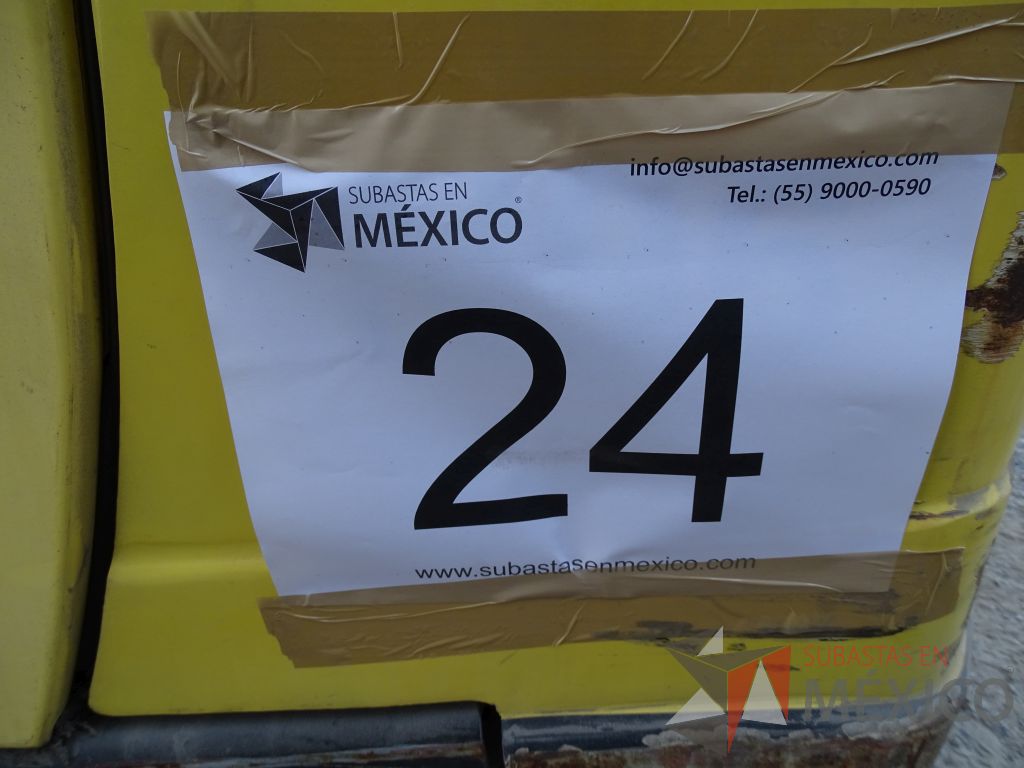 info@subastasenmexico.com
Tel.: (55) 9000-0590
SUBASTAS EN
MÉXICO®
24
www.subastasenmexico.com
SUBASTAS EN
MÉXICO